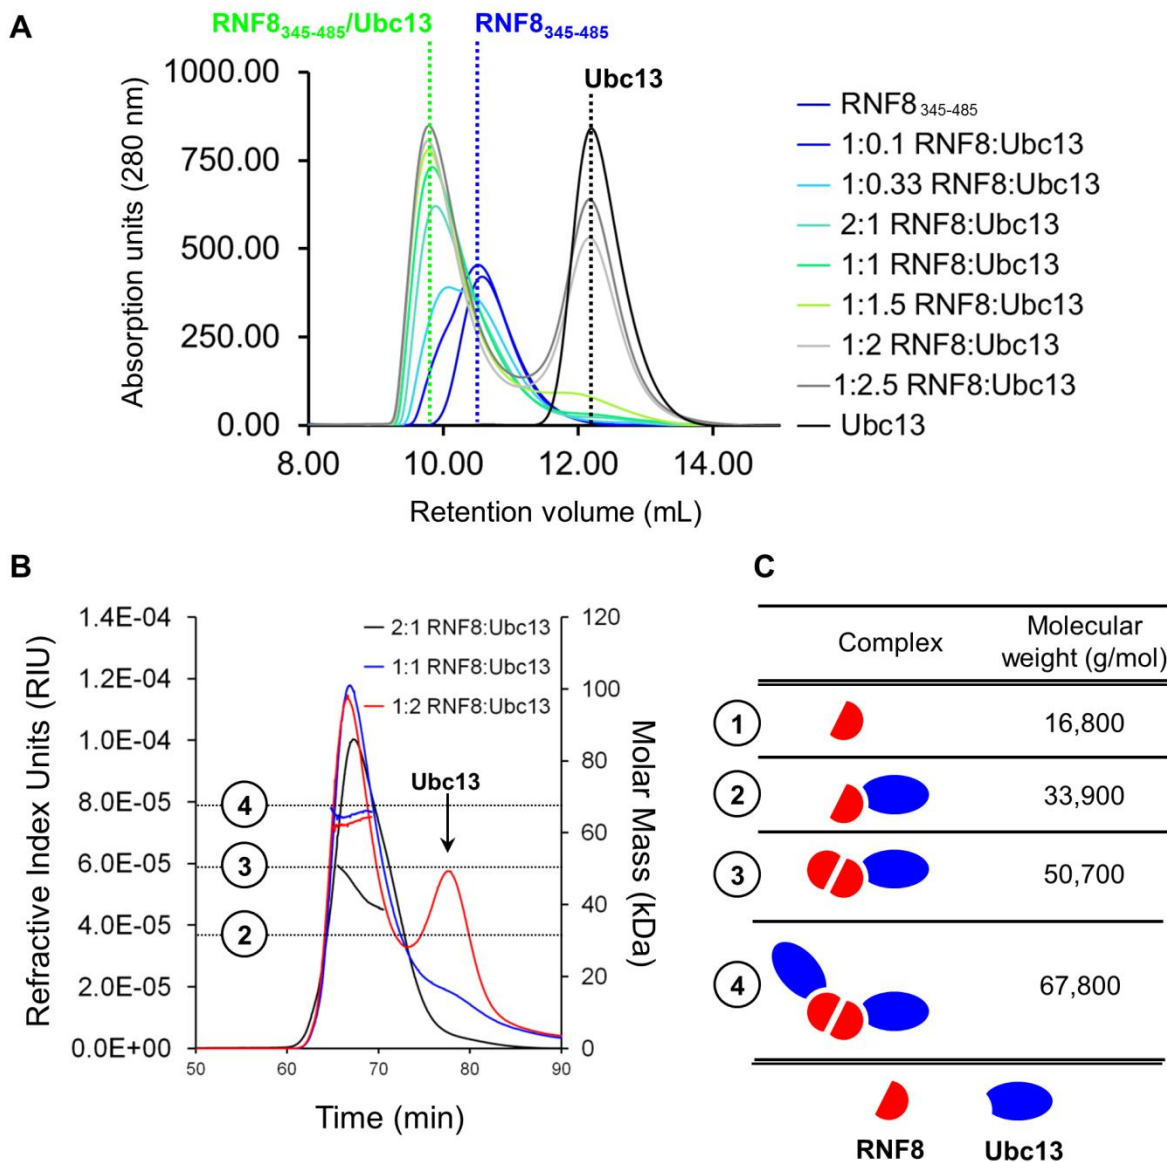 A
RNF8345-485/Ubc13
RNF8345-485
Ubc13
Absorption units (280 nm)
1000.00
750.00
500.00
250.00
0.00
8.00 10.00 12.00 14.00
Retention volume (mL)
RNF8 345-485
1:0.1 RNF8:Ubc13
1:0.33 RNF8:Ubc13
2:1 RNF8:Ubc13
1:1 RNF8:Ubc13
1:1.5 RNF8:Ubc13
1:2 RNF8:Ubc13
1:2.5 RNF8:Ubc13
Ubc13
B
Refractive Index Units (RIU)
1.4E-04
1.2E-04
1.0E-04
8.0E-05
6.0E-05
4.0E-05
2.0E-05
0.0E+00
2:1 RNF8:Ubc13
1:1 RNF8:Ubc13
1:2 RNF8:Ubc13
Ubc13
4
3
2
120
100
80
60
40
20
0
Molar Mass (kDa)
50 60 70 80 90
Time (min)
C
Complex
Molecular
weight (g/mol)
1 16,800
2 33,900
3 50,700
4 67,800
RNF8 Ubc13